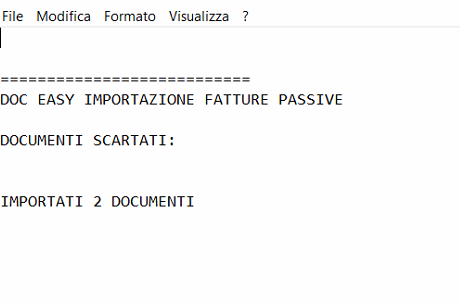 File Modifica Formato Visualizza ?
===========================
DOC EASY IMPORTAZIONE FATTURE PASSIVE
DOCUMENTI SCARTATI:
IMPORTATI 2 DOCUMENTI